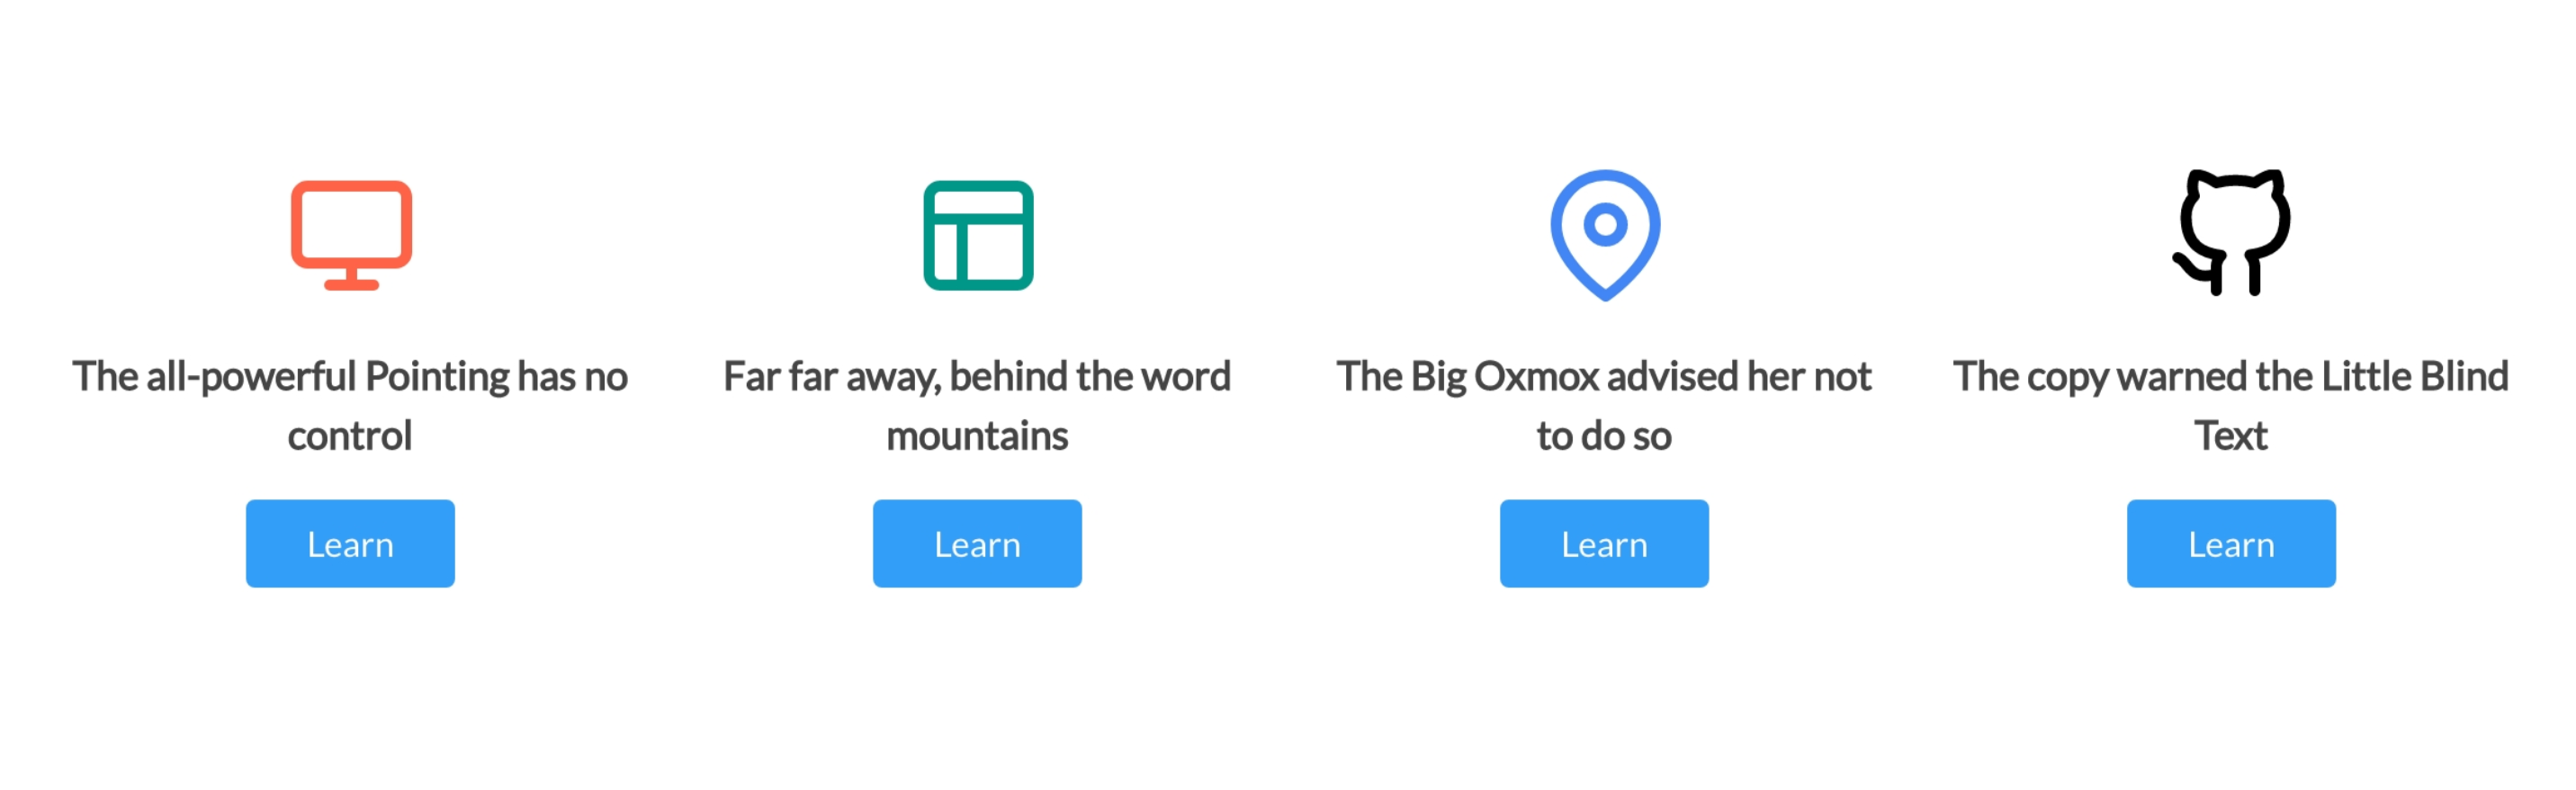 The all-powerful Pointing has no
control
Learn
Far far away, behind the word
mountains
Learn
The Big Oxmox advised her not
to do so
Learn
The copy warned the Little Blind
Text
Learn